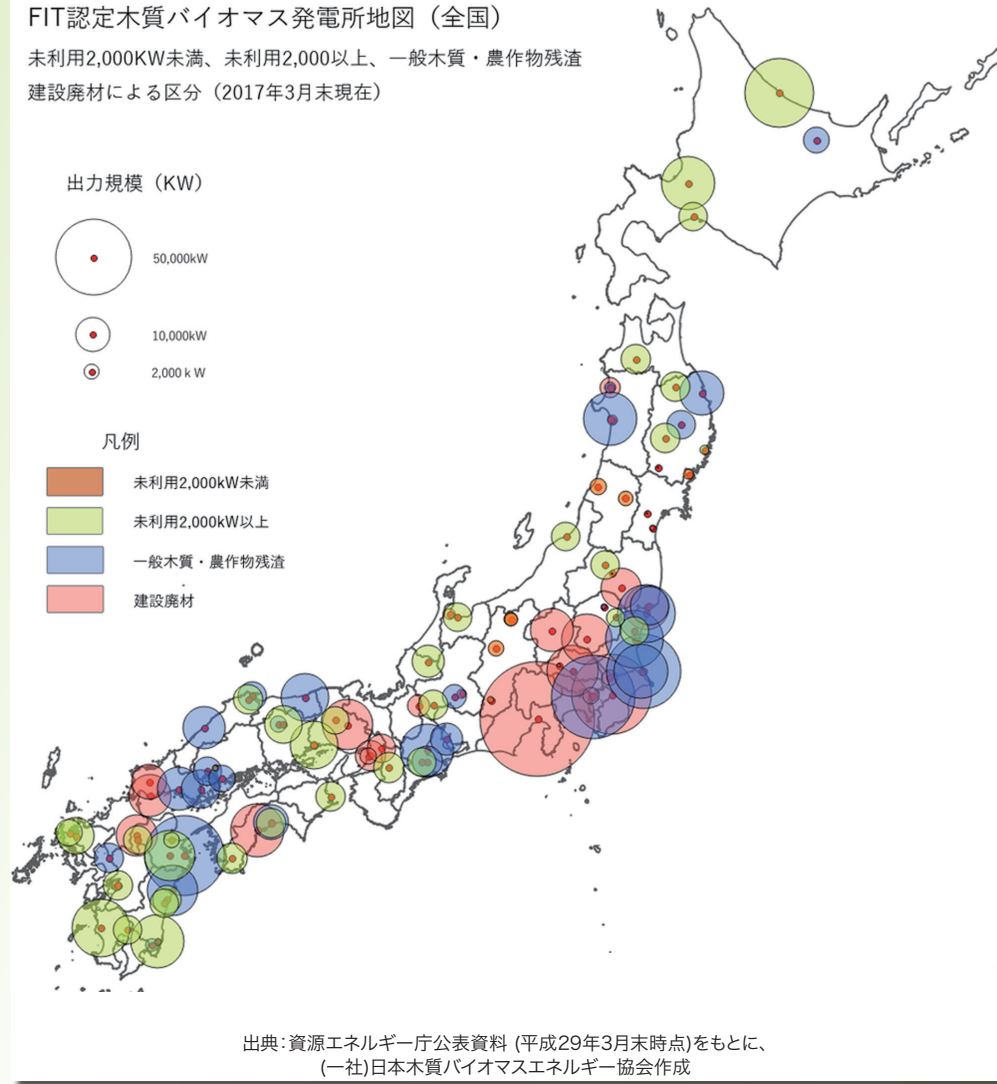 FIT認定木質バイオマス発電所地図（全国）
未利用2,000KW未満、未利用2,000以上、一般木質・農作物残渣
建設廃材による区分（2017年3月末現在）
出力規模（KW）
50,000kW
10,000kW
2,000ｋW
凡例
未利用2,000kW未満
未利用2,000kW以上
一般木質・農作物残渣
建設廃材
出典：資源エネルギー庁公表資料 (平成29年3月末時点)をもとに、
(一社)日本木質バイオマスエネルギー協会作成